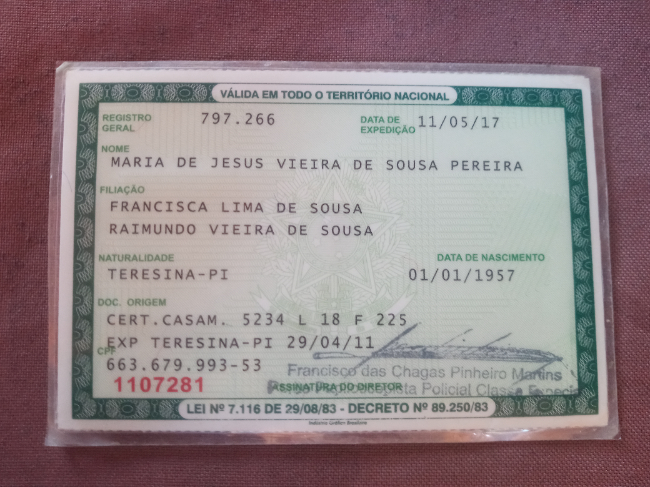 VÁLIDA EM TODO O TERRITÓRIO NACIONAL
REGISTRO GERAL 797.266 DATA DE EXPEDIÇÃO 11/05/17
NOME
MARIA DE JESUS VIEIRA DE SOUSA PEREIRA
FILIAÇÃO
FRANCISCA LIMA DE SOUSA
RAIMUNDO VIEIRA DE SOUSA
NATURALIDADE DATA DE NASCIMENTO
TERESINA-PI 01/01/1957
DOC. ORIGEM
CERT.CASAM. 5234 L 18 F 225
EXP TERESINA-PI 29/04/11
CPF
663.679.993-53
Francisco das Chagas Pinheiro Martins
1107281 ASSINATURA DO DIRETOR
Papiloscopista Policial Classe Especial
LEI Nº 7.116 DE 29/08/83 - DECRETO Nº 89.250/83